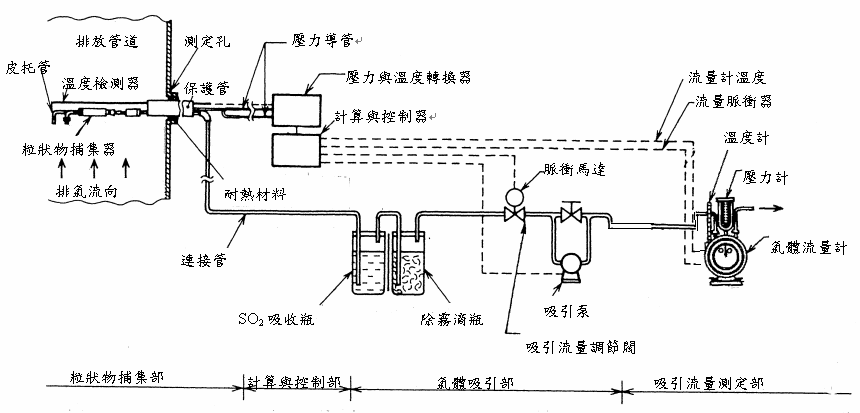 排放管道
測定孔
壓力導管
皮托管
溫度檢測器
保護管
壓力與溫度轉換器
流量計溫度
流量脈衝器
計算與控制器
溫度計
粒狀物捕集器
脈衝馬達
壓力計
排氣流向
耐熱材料
連接管
氣體流量計
SO₂吸收瓶
除霧滴瓶
吸引泵
吸引流量調節閥
粒狀物捕集部
計算與控制部
氣體吸引部
吸引流量測定部